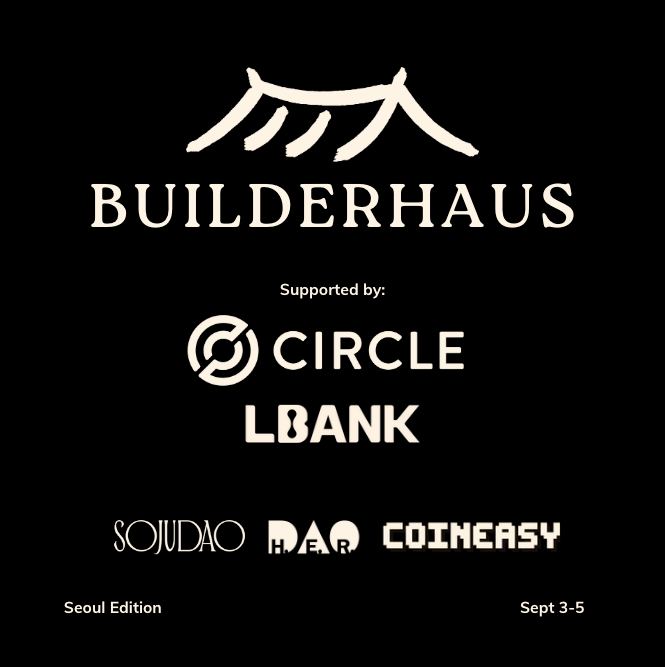 BUILDERHAUS
Supported by:
CIRCLE
LBANK
SOJUDAO H.E.R. DAO COINEASY
Seoul Edition Sept 3-5